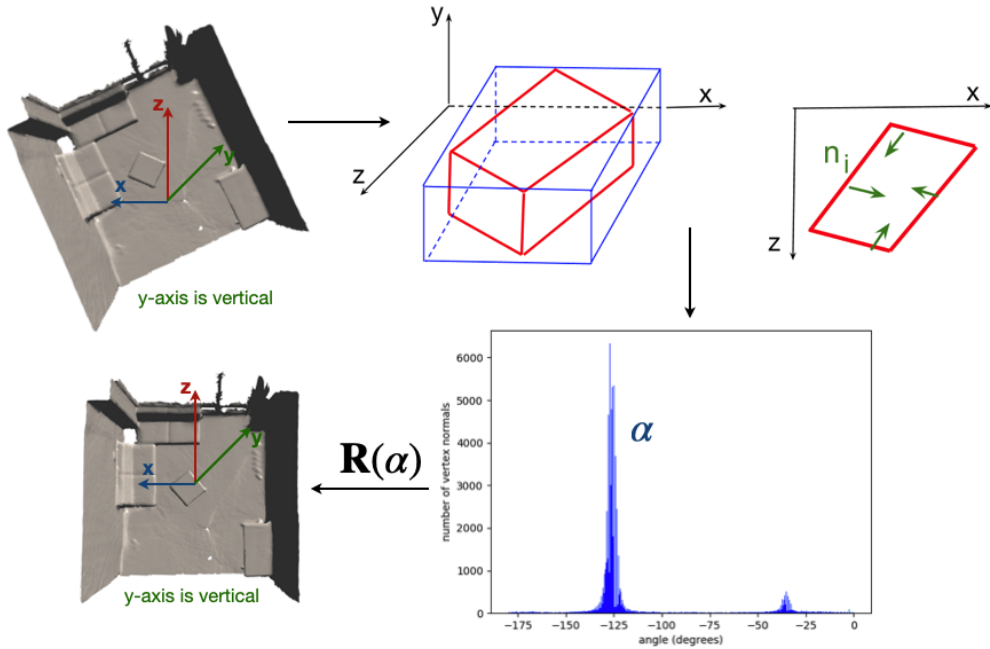 z
y
x
y-axis is vertical
y
x
z
x
n_i
z
6000
5000
4000
3000
2000
1000
0
number of vertex normals
α
−175
−150
−125
−100
−75
−50
−25
0
angle (degrees)
R(α)
z
y
x
y-axis is vertical